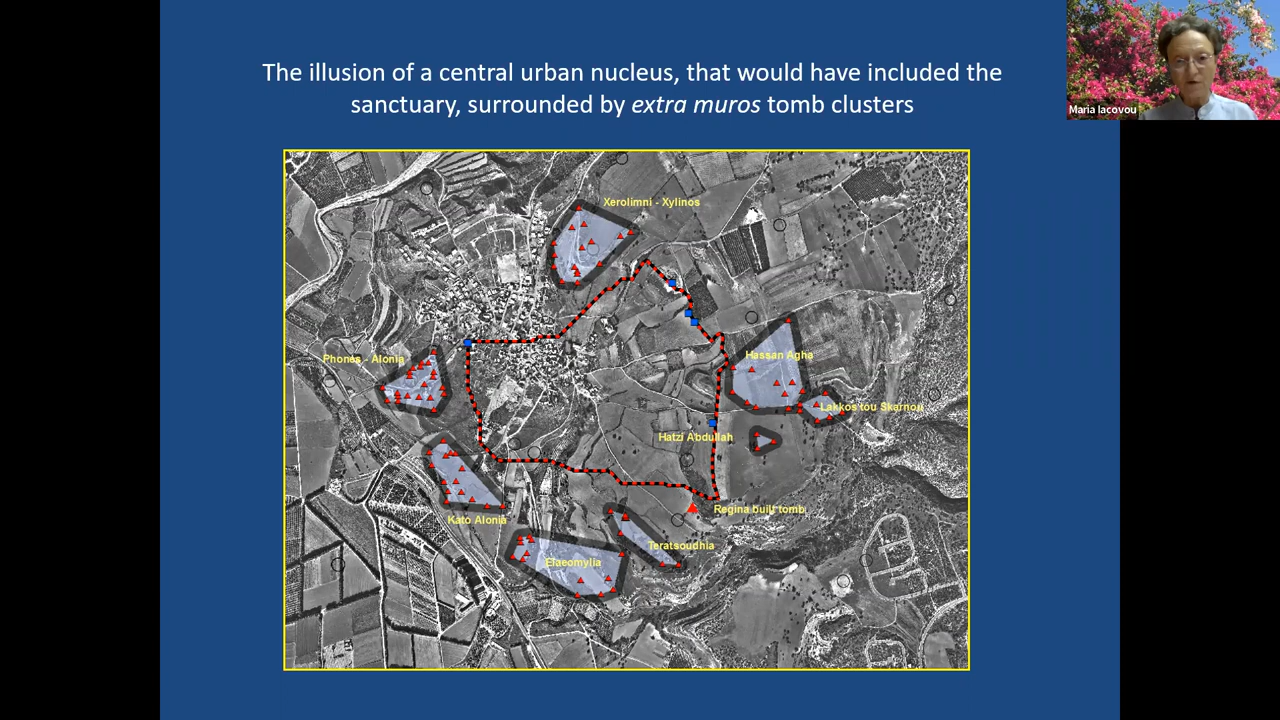 The illusion of a central urban nucleus, that would have included the
sanctuary, surrounded by extra muros tomb clusters
Maria Iacovou
Xerolimni - Xylinos
Phones - Alonia
Hassan Agha
Lakkos tou Skarnou
Hatzi Abdullah
Regina built tomb
Kato Alonia
Teratsoudhia
Elaeomylia